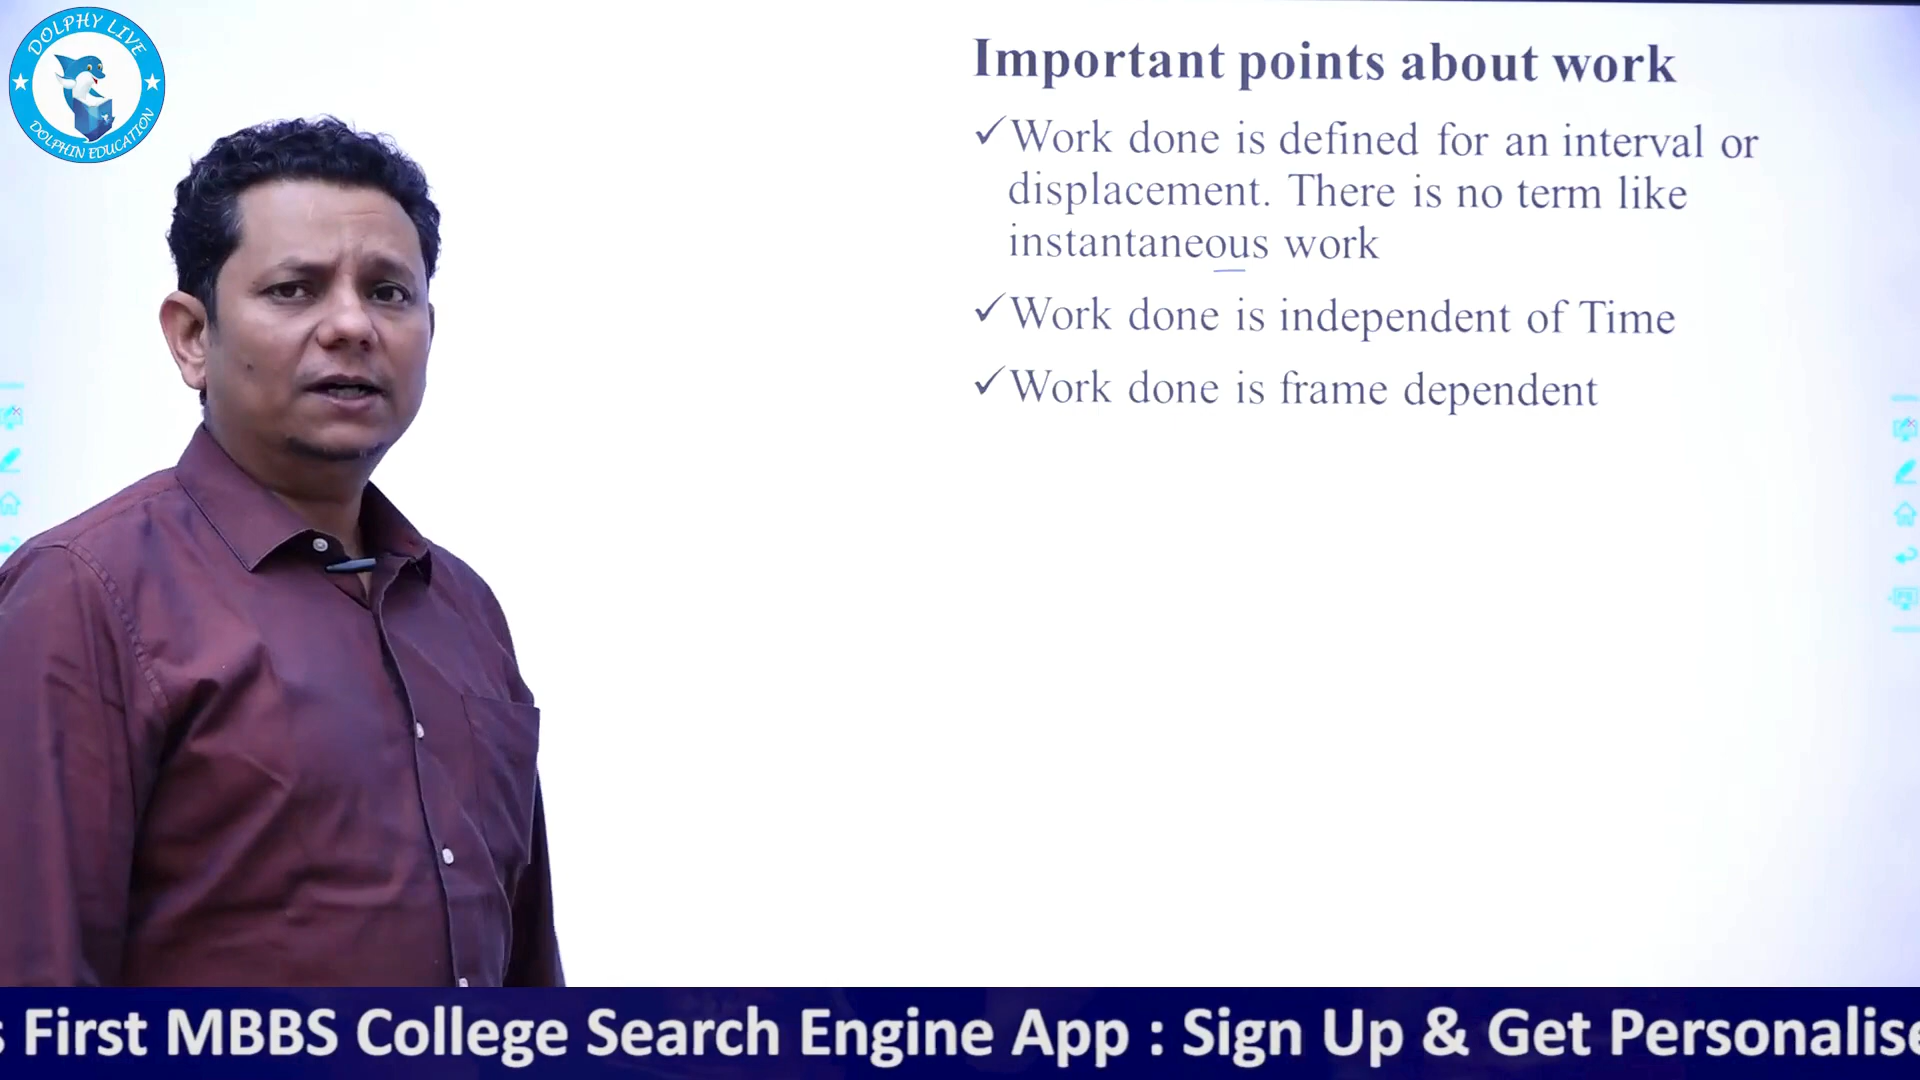 DOLPHY LIVE
DOLPHIN EDUCATION
Important points about work
✓Work done is defined for an interval or
displacement. There is no term like
instantaneous work
✓Work done is independent of Time
✓Work done is frame dependent
First MBBS College Search Engine App : Sign Up & Get Personalise